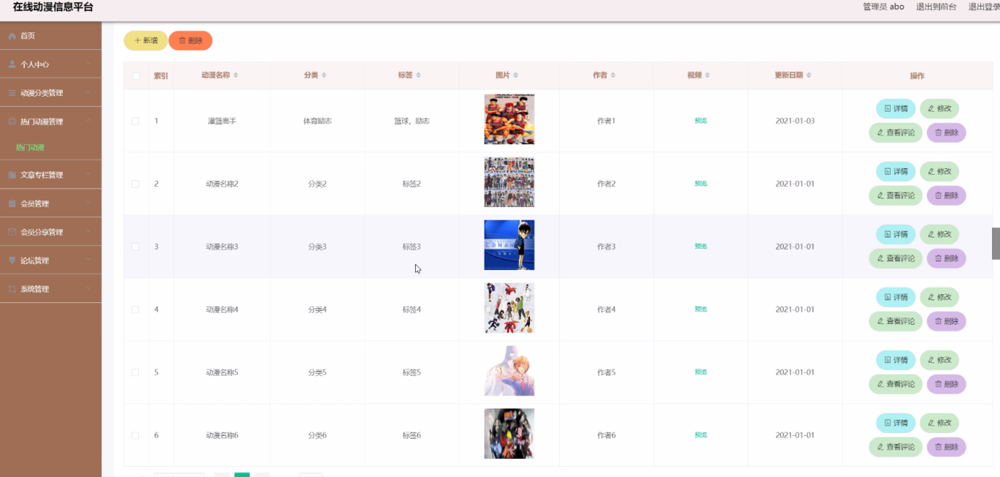 在线动漫信息平台
管理员 abo 退出到前台 退出登录
首页
个人中心
动漫分类管理
热门动漫管理
热门动漫
文章专栏管理
会员管理
会员分享管理
论坛管理
系统管理
新增 删除
索引 动漫名称 分类 标签 图片 作者 视频 更新日期 操作
1 灌篮高手 体育励志 篮球，励志 作者1 预览 2021-01-03 详情 修改
查看评论 删除
2 动漫名称2 分类2 标签2 作者2 预览 2021-01-01 详情 修改
查看评论 删除
3 动漫名称3 分类3 标签3 CONAN 作者3 预览 2021-01-01 详情 修改
查看评论 删除
4 动漫名称4 分类4 标签4 作者4 预览 2021-01-01 详情 修改
查看评论 删除
5 动漫名称5 分类5 标签5 作者5 预览 2021-01-01 详情 修改
查看评论 删除
6 动漫名称6 分类6 标签6 作者6 预览 2021-01-01 详情 修改
查看评论 删除